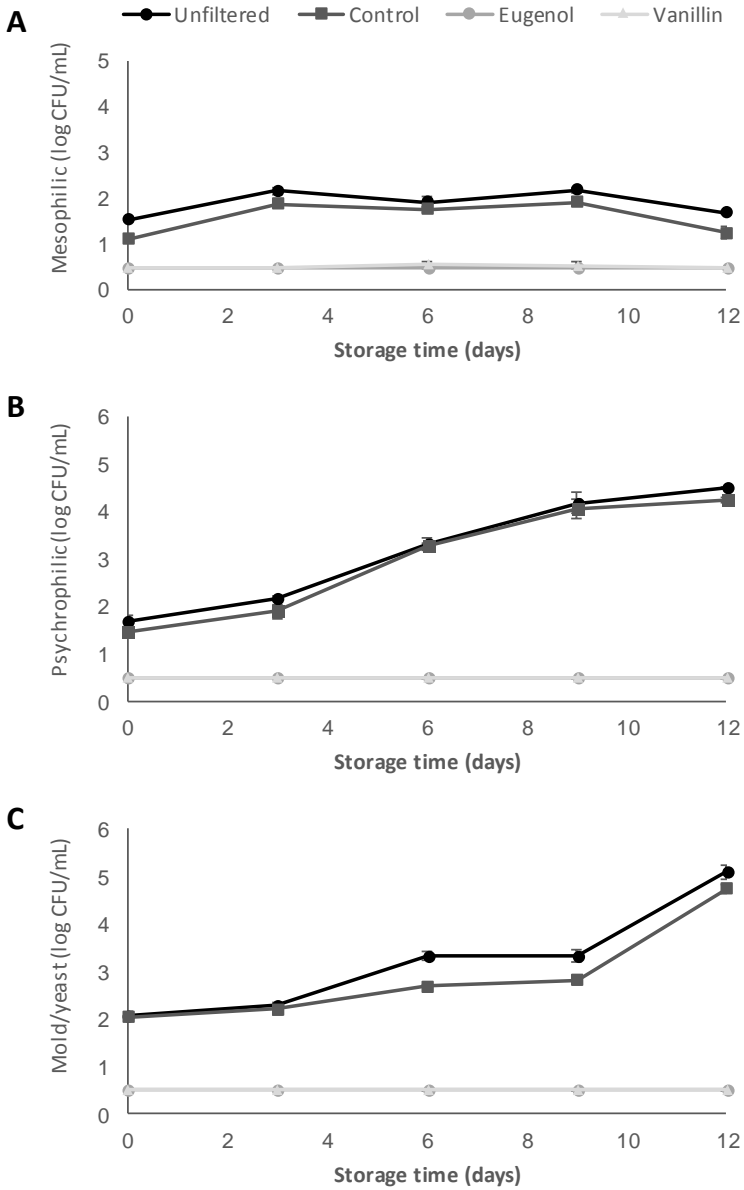 A
Unfiltered Control Eugenol Vanillin
Mesophilic (log CFU/mL)
5
4
3
2
1
0
0 2 4 6 8 10 12
Storage time (days)
B
Psychrophilic (log CFU/mL)
6
5
4
3
2
1
0
0 2 4 6 8 10 12
Storage time (days)
C
Mold/yeast (log CFU/mL)
6
5
4
3
2
1
0
0 2 4 6 8 10 12
Storage time (days)